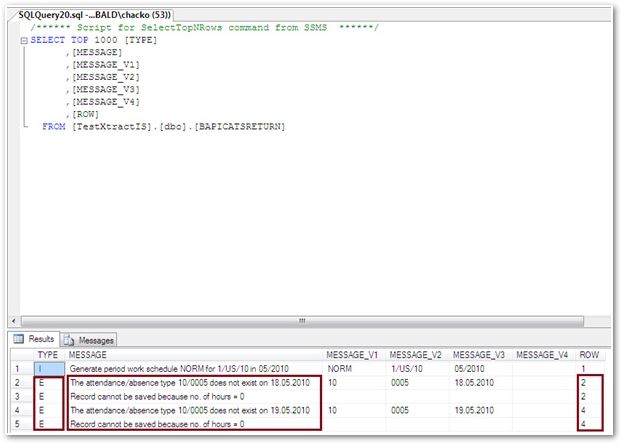 SQLQuery20.sql -...BALD\chacko (53))
/****** Script for SelectTopNRows command from SSMS  ******/
SELECT TOP 1000 [TYPE]
,[MESSAGE]
,[MESSAGE_V1]
,[MESSAGE_V2]
,[MESSAGE_V3]
,[MESSAGE_V4]
,[ROW]
FROM [TestXtractIS].[dbo].[BAPICATSRETURN]
Results Messages
TYPE MESSAGE MESSAGE_V1 MESSAGE_V2 MESSAGE_V3 MESSAGE_V4 ROW
1 I Generate period work schedule NORM for 1/US/10 in 05/2010 NORM 1/US/10 05/2010 1
2 E The attendance/absence type 10/0005 does not exist on 18.05.2010 10 0005 18.05.2010 2
3 E Record cannot be saved because no. of hours = 0 2
4 E The attendance/absence type 10/0005 does not exist on 19.05.2010 10 0005 19.05.2010 4
5 E Record cannot be saved because no. of hours = 0 4